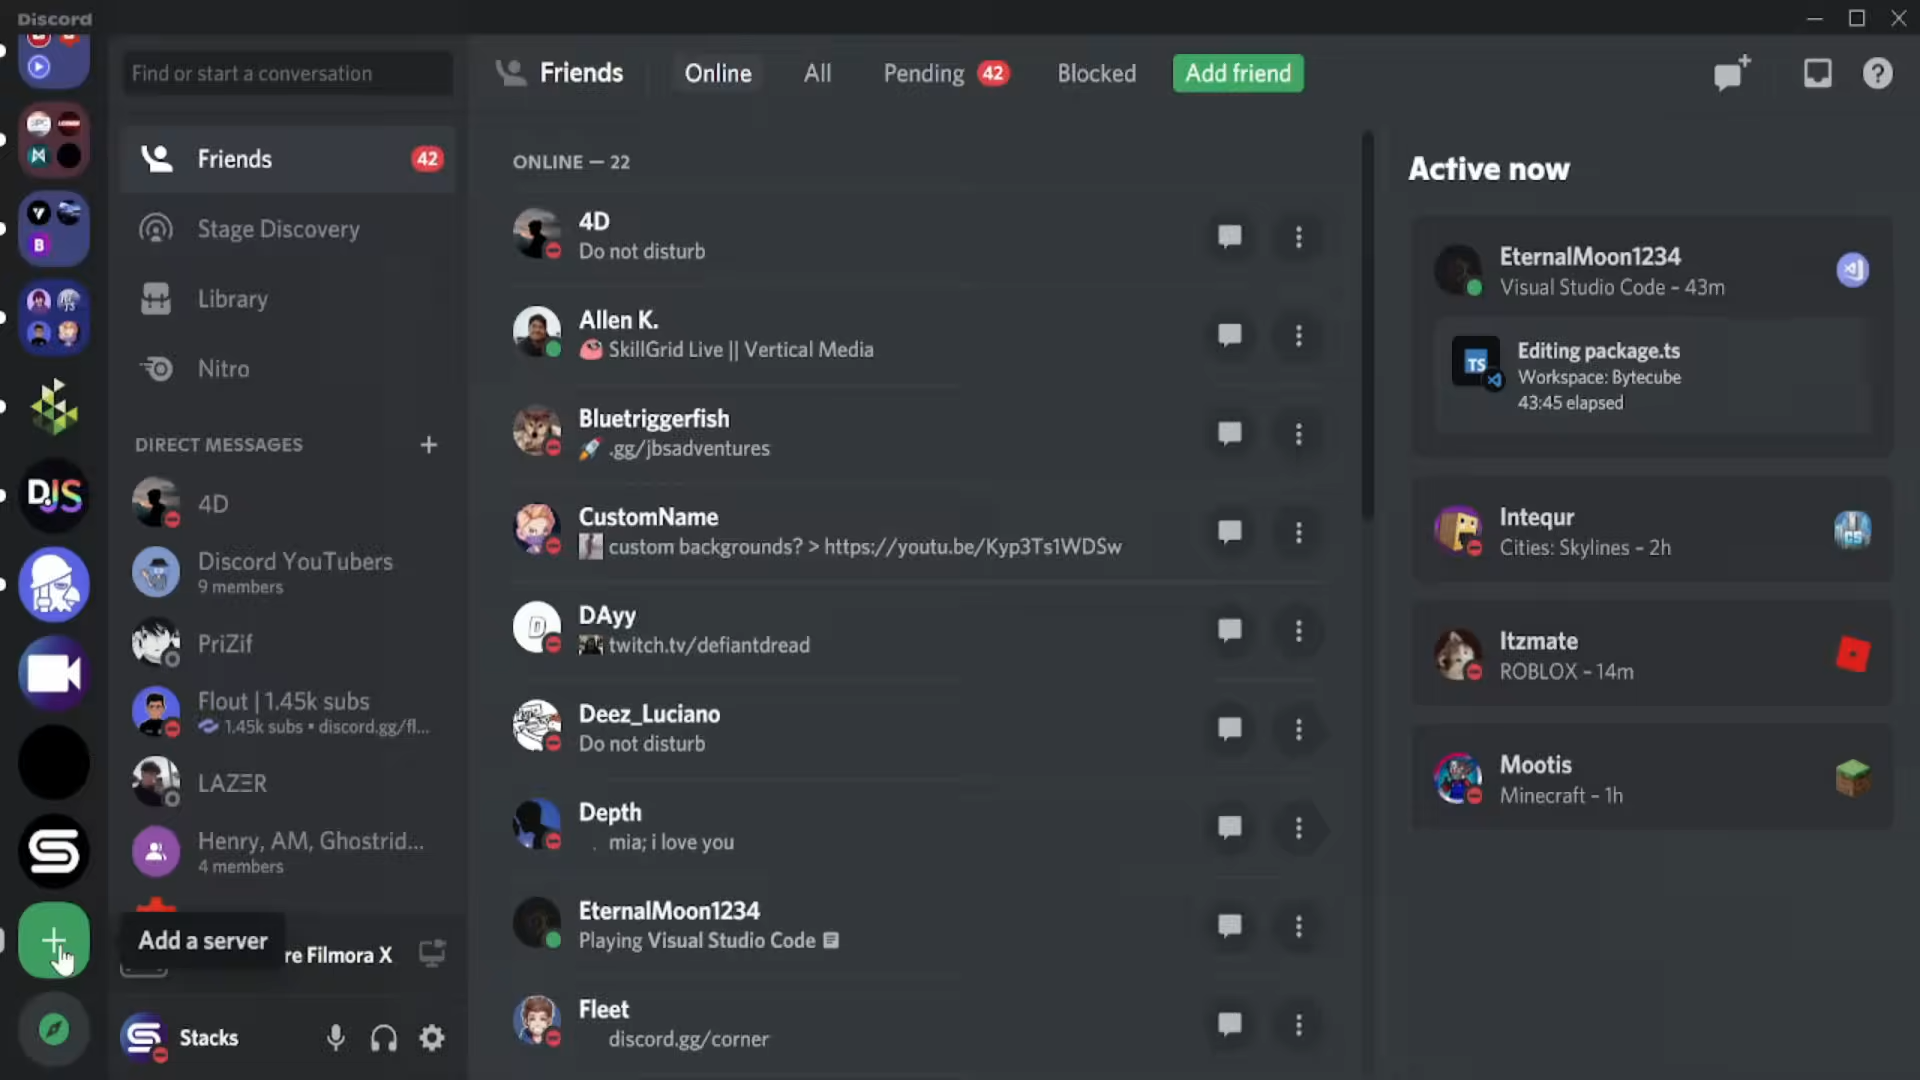 Discord
Find or start a conversation
Friends
42
Stage Discovery
Library
Nitro
DIRECT MESSAGES
4D
Discord YouTubers
9 members
PriZif
Flout | 1.45k subs
1.45k subs • discord.gg/fl...
LAZΞR
Henry, AM, Ghostrid...
4 members
Add a server
re Filmora X
Stacks
DJS
Friends
Online
All
Pending 42
Blocked
Add friend
ONLINE — 22
4D
Do not disturb
Allen K.
SkillGrid Live || Vertical Media
Bluetriggerfish
.gg/jbsadventures
CustomName
custom backgrounds? > https://youtu.be/Kyp3Ts1WDSw
DAyy
twitch.tv/defiantdread
Deez_Luciano
Do not disturb
Depth
mia; i love you
EternalMoon1234
Playing Visual Studio Code
Fleet
discord.gg/corner
Active now
EternalMoon1234
Visual Studio Code – 43m
TS
Editing package.ts
Workspace: Bytecube
43:45 elapsed
Intequr
Cities: Skylines – 2h
Itzmate
ROBLOX – 14m
Mootis
Minecraft – 1h